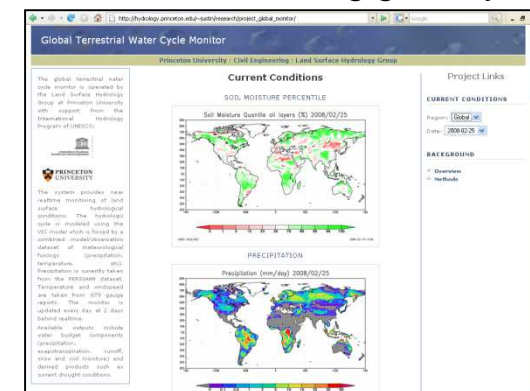 http://hydrology.princeton.edu/~justin/research/project_global_monitor/
Google
Global Terrestrial Water Cycle Monitor
Princeton University : Civil Engineering : Land Surface Hydrology Group
The global terrestrial water
cycle monitor is operated by
the Land Surface Hydrology
Group at Princeton University
with support from the
International Hydrology
Program of UNESCO.
PRINCETON
UNIVERSITY
The system provides near
realtime monitoring of land
surface hydrological
conditions. The hydrologic
cycle is modeled using the
VIC model which is forced by a
combined model/observation
dataset of meteorological
forcings (precipitation,
temperature, etc).
Precipitation is currently taken
from the PERSIANN dataset.
Temperature and windspeed
are taken from GTS gauge
reports. The monitor is
updated every day at 2 days
behind realtime.
Available outputs include
water budget components
(precipitation,
evapotranspiration, runoff,
snow and soil moisture) and
derived products such as
current drought conditions.
Current Conditions
SOIL MOISTURE PERCENTILE
Soil Moisture Quantile all layers (%) 2008/02/25
PRECIPITATION
Precipitation (mm/day) 2008/02/25
Project Links
CURRENT CONDITIONS
Region: Global
Date: 2008-02-25
BACKGROUND
Overview
Methods